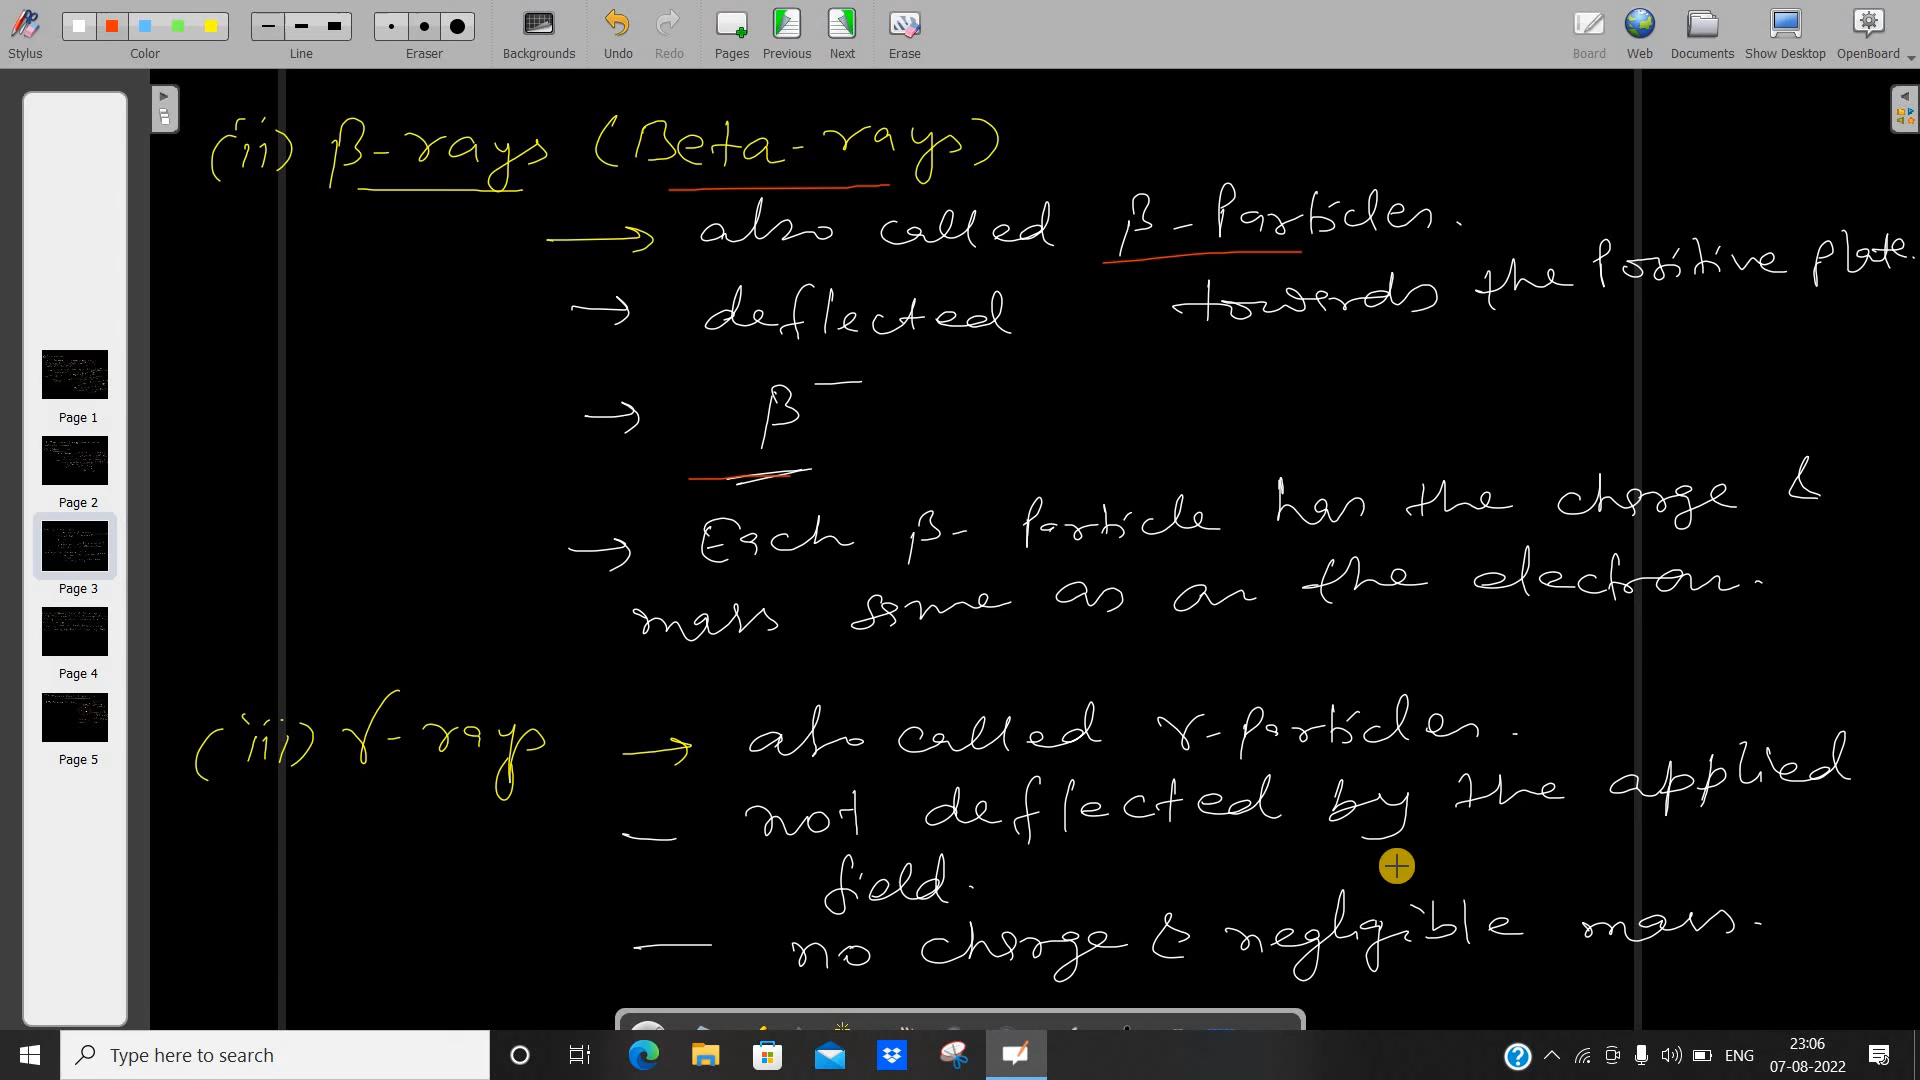 Stylus
Color
Line
Eraser
Backgrounds
Undo
Redo
Pages
Previous
Next
Erase
Board
Web
Documents
Show Desktop
OpenBoard
Page 1
Page 2
Page 3
Page 4
Page 5
(ii) β-rays (Beta-rays)
→ also called β-Particles.
→ deflected towards the Positive Plate.
→ β⁻
→ Each β-Particle has the charge &
mass same as an the electron.
(iii) γ-rays → also called γ-Particles.
— not deflected by the applied
field.
— no charge & negligible mass.
Type here to search
ENG
23:06
07-08-2022